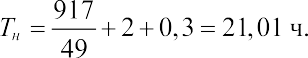 Tн = 917/49 + 2 + 0,3 = 21,01 ч.